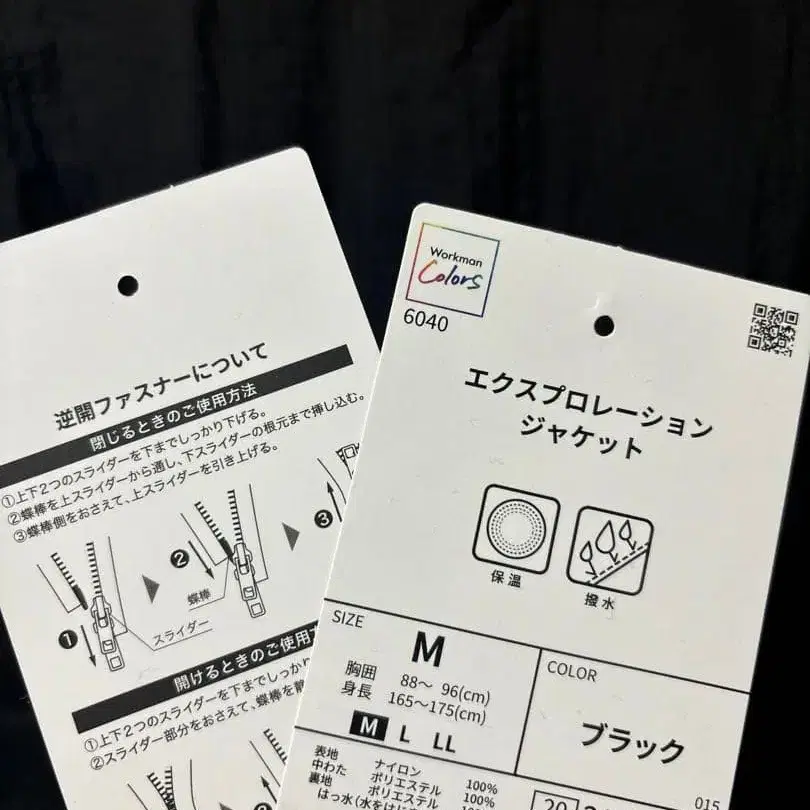 逆開ファスナーについて
閉じるときのご使用方法
①上下2つのスライダーを下までしっかり下げる。
②蝶棒を上スライダーから通し、下スライダーの根元まで挿し込む。
③蝶棒側をおさえて、上スライダーを引き上げる。
❶
❷
❸
蝶棒
スライダー
開けるときのご使用方
①上下2つのスライダーを下までしっかり
②スライダー部分をおさえて、蝶棒を
Workman
Colors
6040
エクスプロレーション
ジャケット
保温
撥水
SIZE
M
胸囲 88～ 96(cm)
身長 165～175(cm)
M L LL
COLOR
ブラック
015
表地 ナイロン 100%
中わた ポリエステル 100%
裏地 ポリエステル 100%
はっ水(水を
20